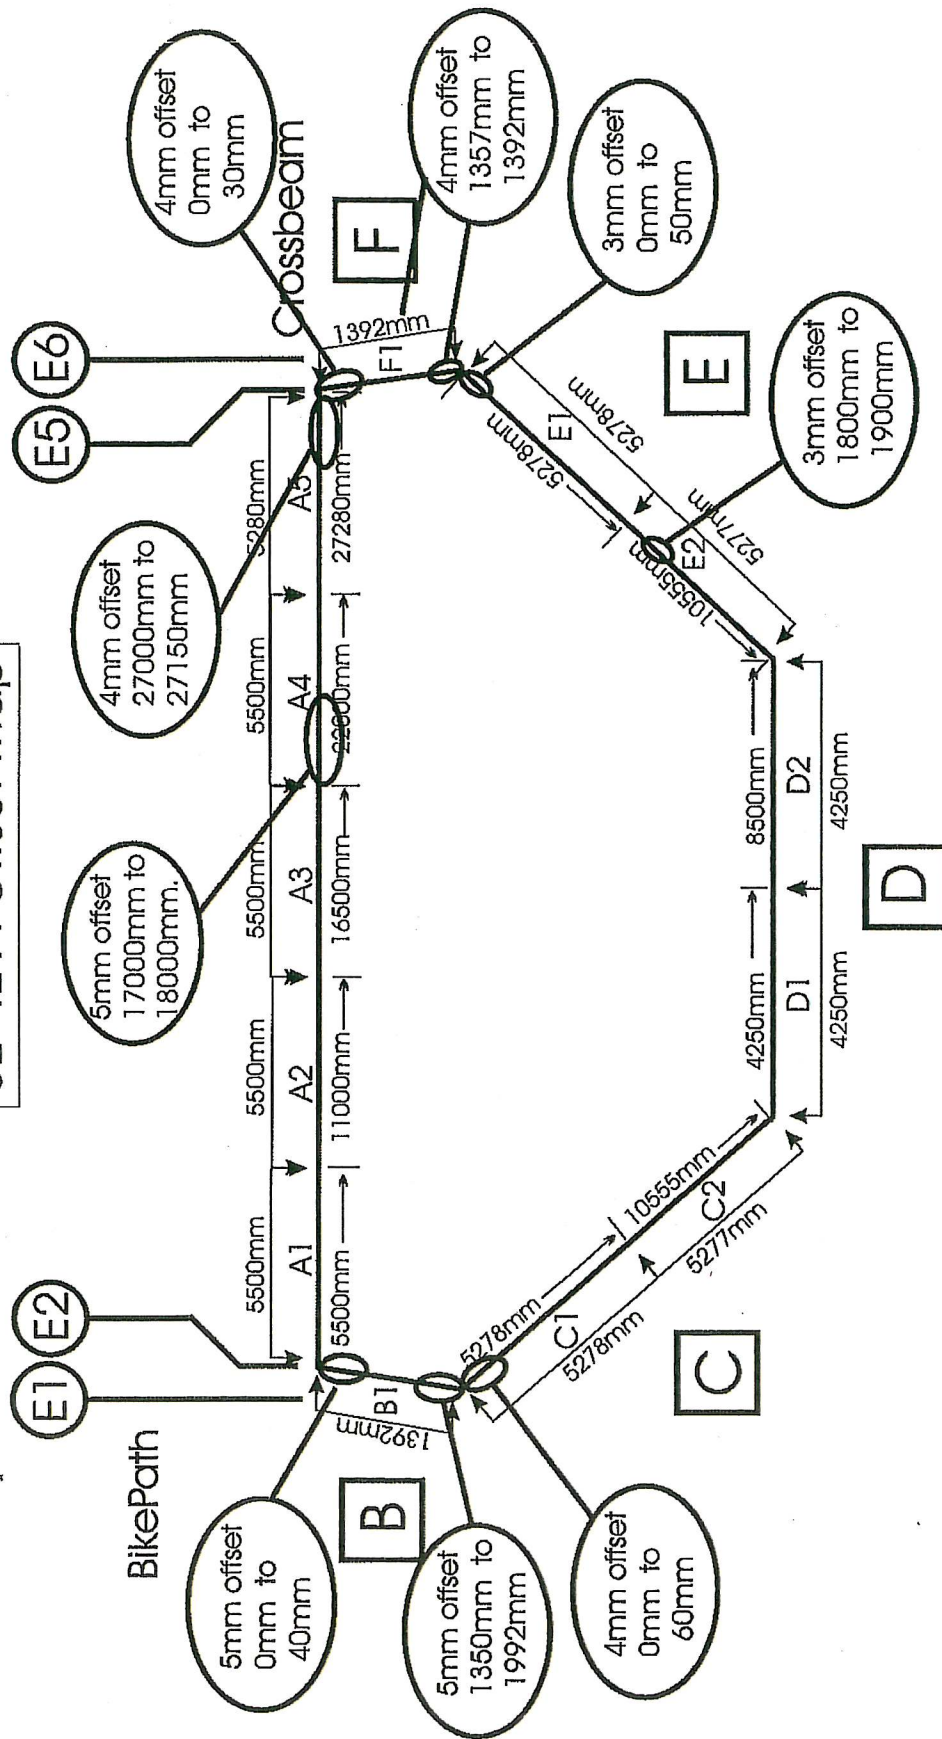 E1
E2
E5
E6
BikePath
Crossbeam
5mm offset
17000mm to
18000mm.
4mm offset
27000mm to
27150mm
4mm offset
0mm to
30mm
5500mm
5500mm
5500mm
5500mm
5280mm
A1
A2
A3
A4
A5
5500mm
11000mm
16500mm
22000mm
27280mm
5mm offset
0mm to
40mm
B
1392mm
B1
5mm offset
1350mm to
1992mm
4mm offset
0mm to
60mm
C
5278mm
C1
5278mm
10555mm
C2
5277mm
4250mm
D1
4250mm
8500mm
D2
4250mm
D
F
1392mm
F1
4mm offset
1357mm to
1392mm
3mm offset
0mm to
50mm
E
5278mm
E1
5278mm
10555mm
E2
5277mm
3mm offset
1800mm to
1900mm